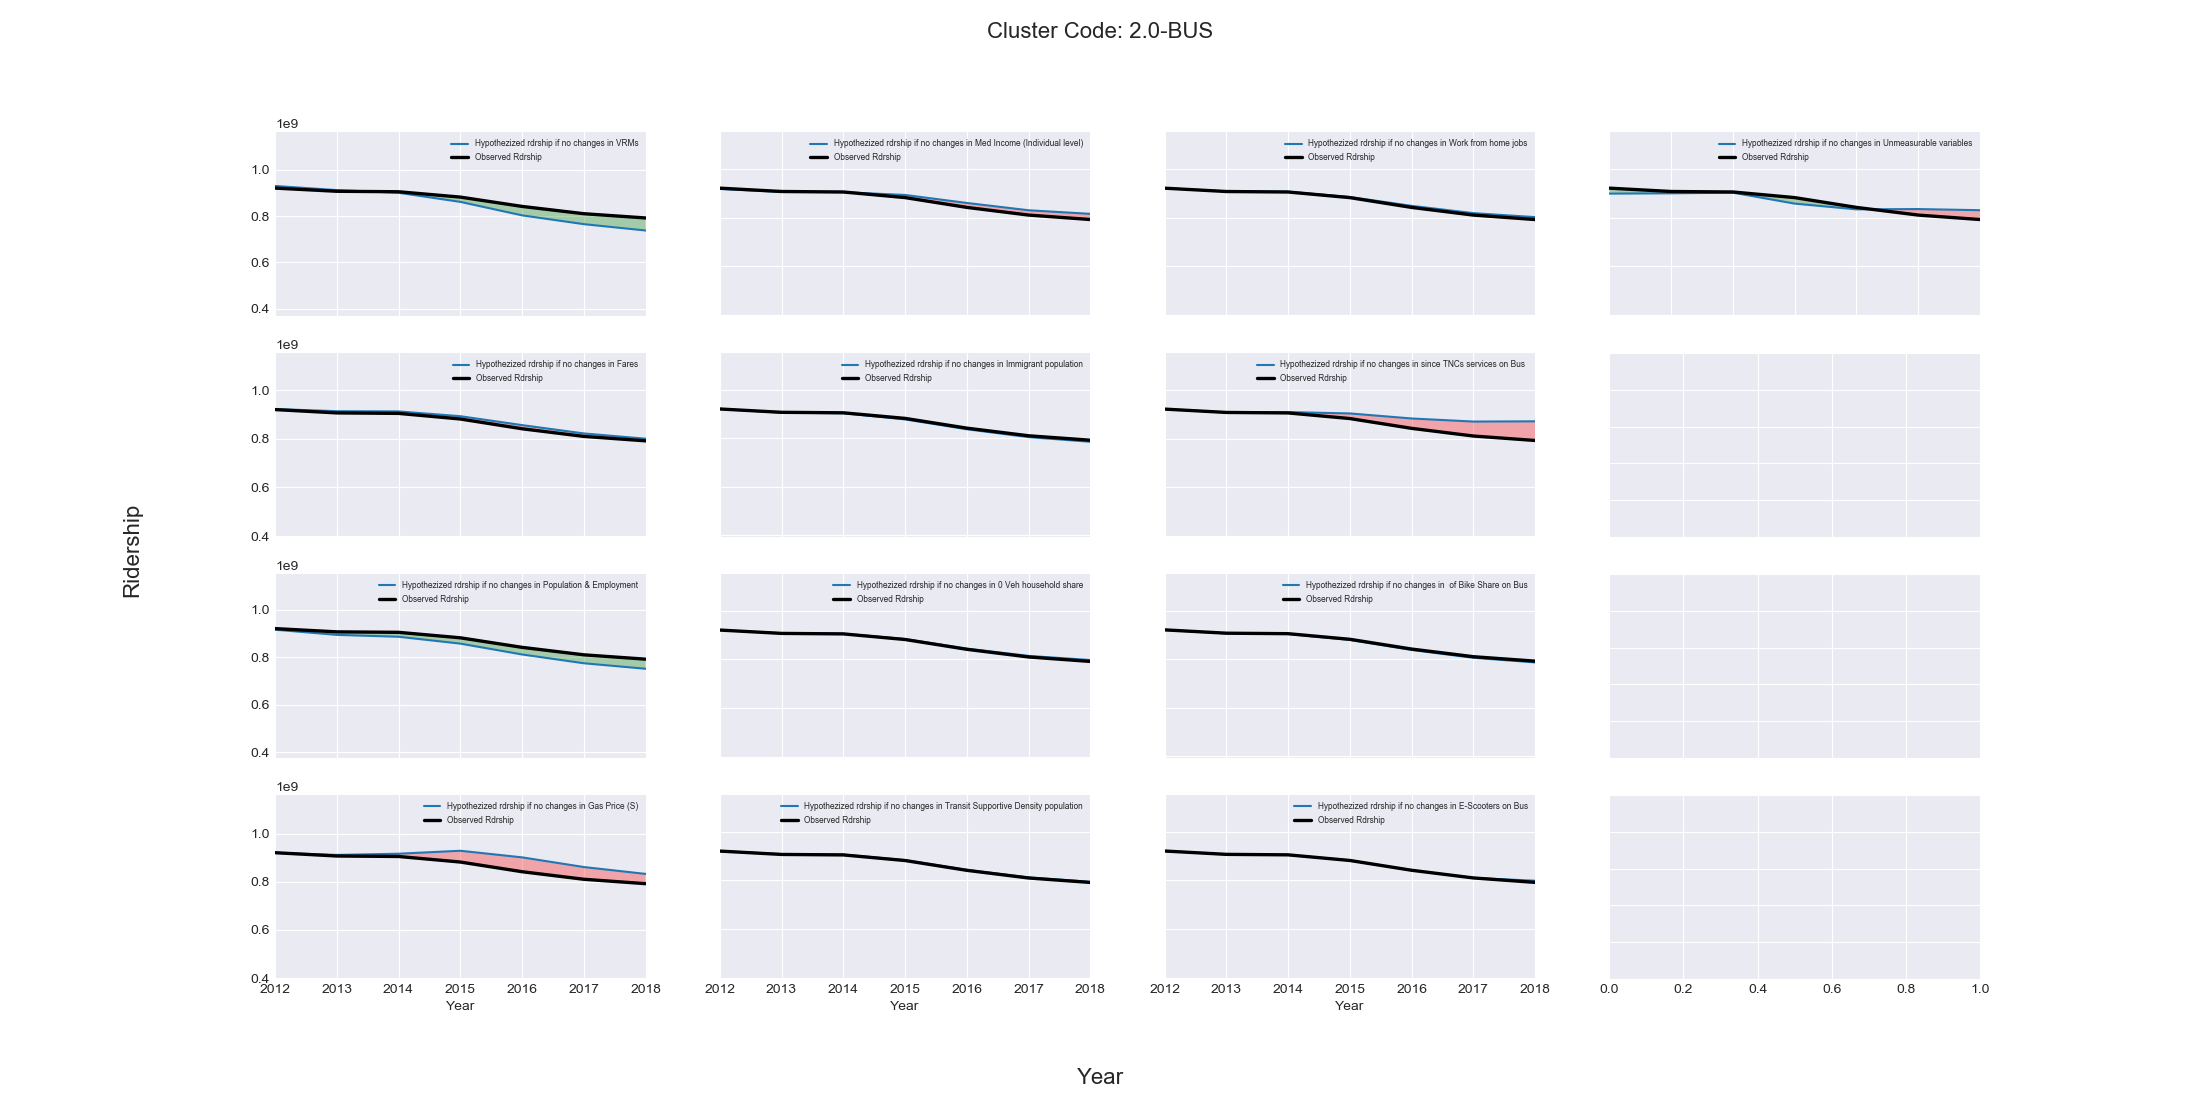 Cluster Code: 2.0-BUS
1e9
Hypothezized rdrship if no changes in VRMs
Observed Rdrship
1.0
0.8
0.6
0.4
Hypothezized rdrship if no changes in Med Income (Individual level)
Observed Rdrship
Hypothezized rdrship if no changes in Work from home jobs
Observed Rdrship
Hypothezized rdrship if no changes in Unmeasurable variables
Observed Rdrship
1e9
Hypothezized rdrship if no changes in Fares
Observed Rdrship
1.0
0.8
0.6
0.4
Hypothezized rdrship if no changes in Immigrant population
Observed Rdrship
Hypothezized rdrship if no changes in since TNCs services on Bus
Observed Rdrship
Ridership
1e9
Hypothezized rdrship if no changes in Population & Employment
Observed Rdrship
1.0
0.8
0.6
0.4
Hypothezized rdrship if no changes in 0 Veh household share
Observed Rdrship
Hypothezized rdrship if no changes in  of Bike Share on Bus
Observed Rdrship
1e9
Hypothezized rdrship if no changes in Gas Price (S)
Observed Rdrship
1.0
0.8
0.6
0.4
2012 2013 2014 2015 2016 2017 2018
Year
Hypothezized rdrship if no changes in Transit Supportive Density population
Observed Rdrship
2012 2013 2014 2015 2016 2017 2018
Year
Hypothezized rdrship if no changes in E-Scooters on Bus
Observed Rdrship
2012 2013 2014 2015 2016 2017 2018
Year
0.0 0.2 0.4 0.6 0.8 1.0
Year